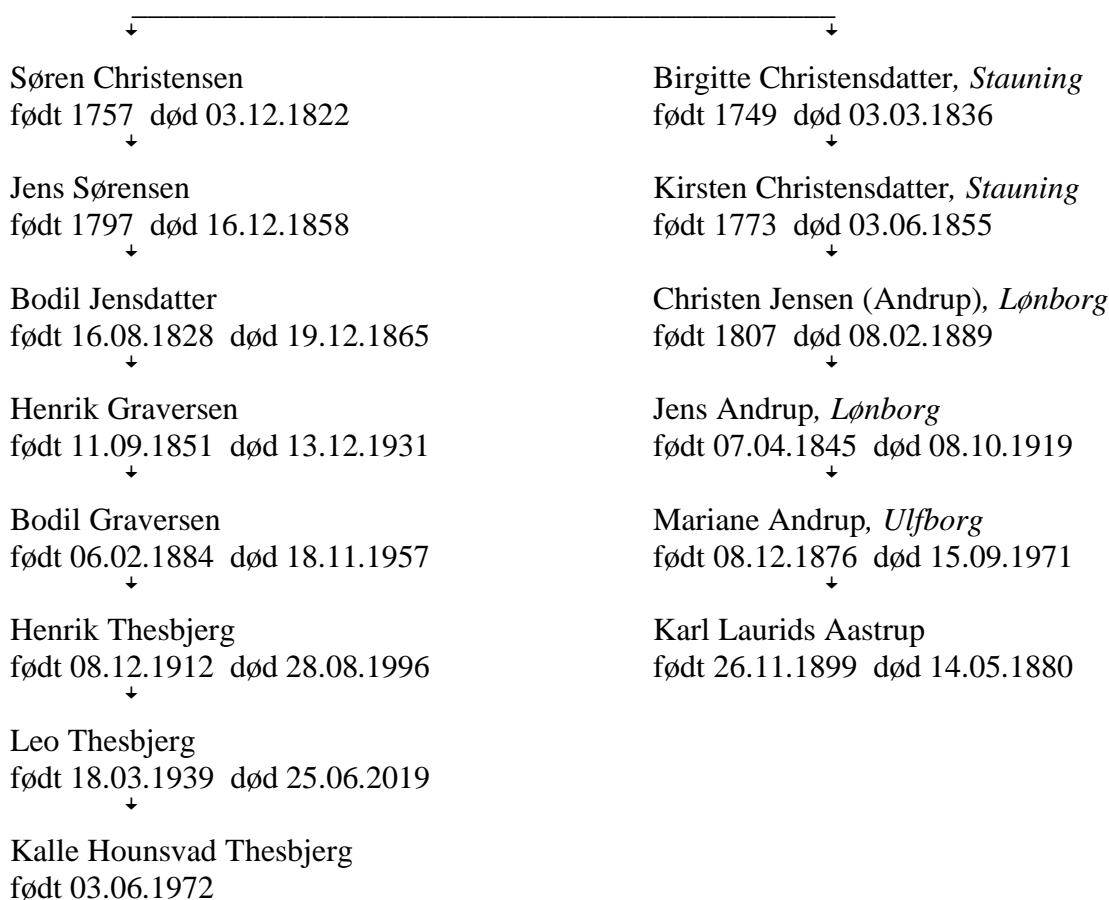 Søren Christensen
født 1757 død 03.12.1822
Jens Sørensen
født 1797 død 16.12.1858
Bodil Jensdatter
født 16.08.1828 død 19.12.1865
Henrik Graversen
født 11.09.1851 død 13.12.1931
Bodil Graversen
født 06.02.1884 død 18.11.1957
Henrik Thesbjerg
født 08.12.1912 død 28.08.1996
Leo Thesbjerg
født 18.03.1939 død 25.06.2019
Kalle Hounsvad Thesbjerg
født 03.06.1972
Birgitte Christensdatter, Stauning
født 1749 død 03.03.1836
Kirsten Christensdatter, Stauning
født 1773 død 03.06.1855
Christen Jensen (Andrup), Lønborg
født 1807 død 08.02.1889
Jens Andrup, Lønborg
født 07.04.1845 død 08.10.1919
Mariane Andrup, Ulfborg
født 08.12.1876 død 15.09.1971
Karl Laurids Aastrup
født 26.11.1899 død 14.05.1880